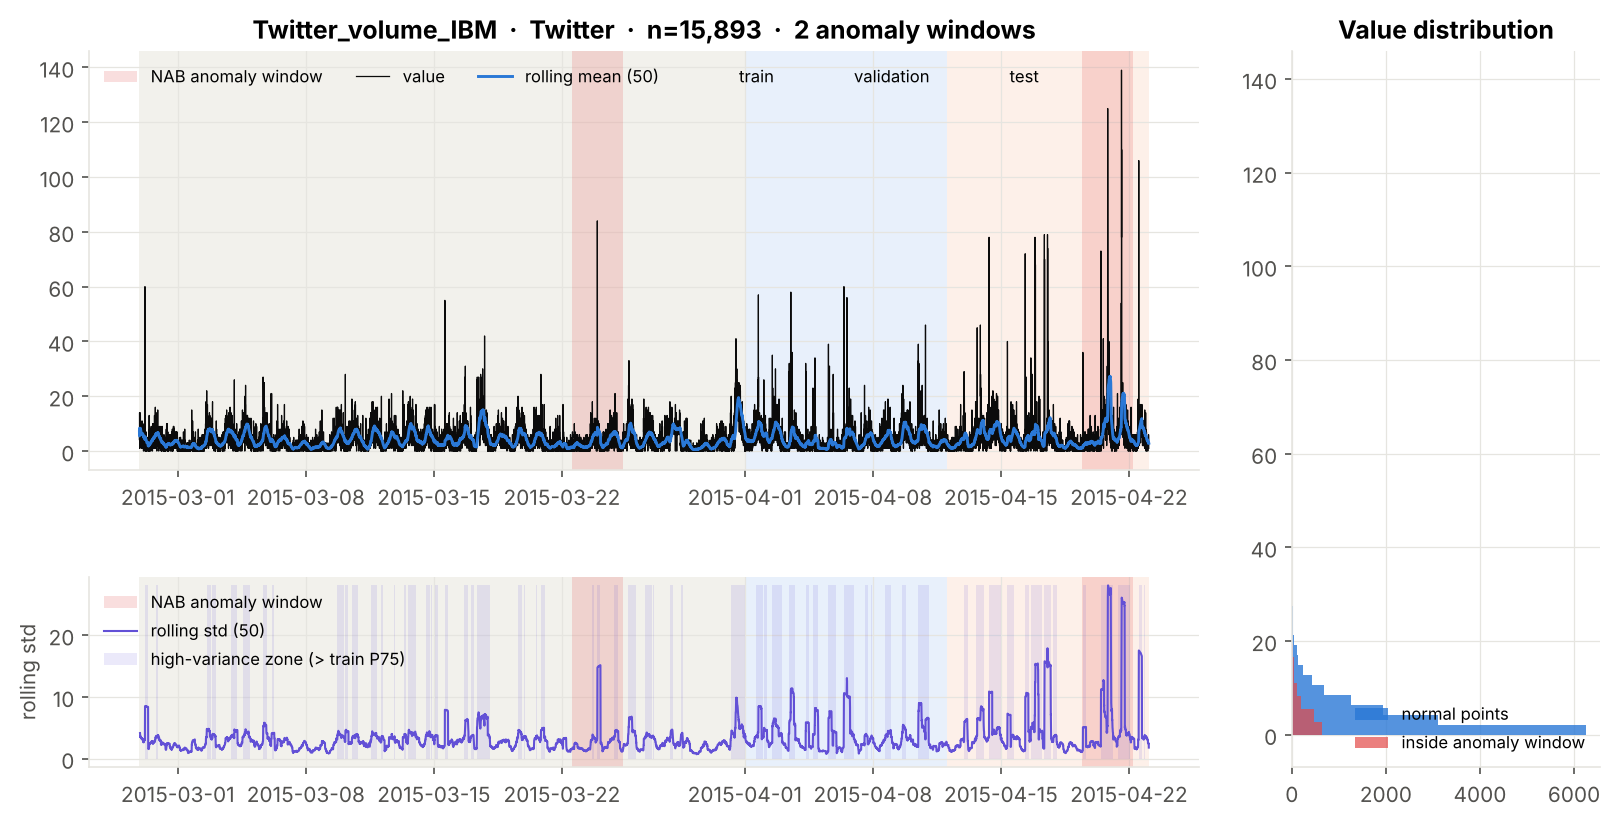 Twitter_volume_IBM · Twitter · n=15,893 · 2 anomaly windows
NAB anomaly window value rolling mean (50) train validation test
140
120
100
80
60
40
20
0
2015-03-01 2015-03-08 2015-03-15 2015-03-22 2015-04-01 2015-04-08 2015-04-15 2015-04-22
rolling std
NAB anomaly window
rolling std (50)
high-variance zone (> train P75)
20
10
0
2015-03-01 2015-03-08 2015-03-15 2015-03-22 2015-04-01 2015-04-08 2015-04-15 2015-04-22
Value distribution
140
120
100
80
60
40
20
0
normal points
inside anomaly window
0 2000 4000 6000